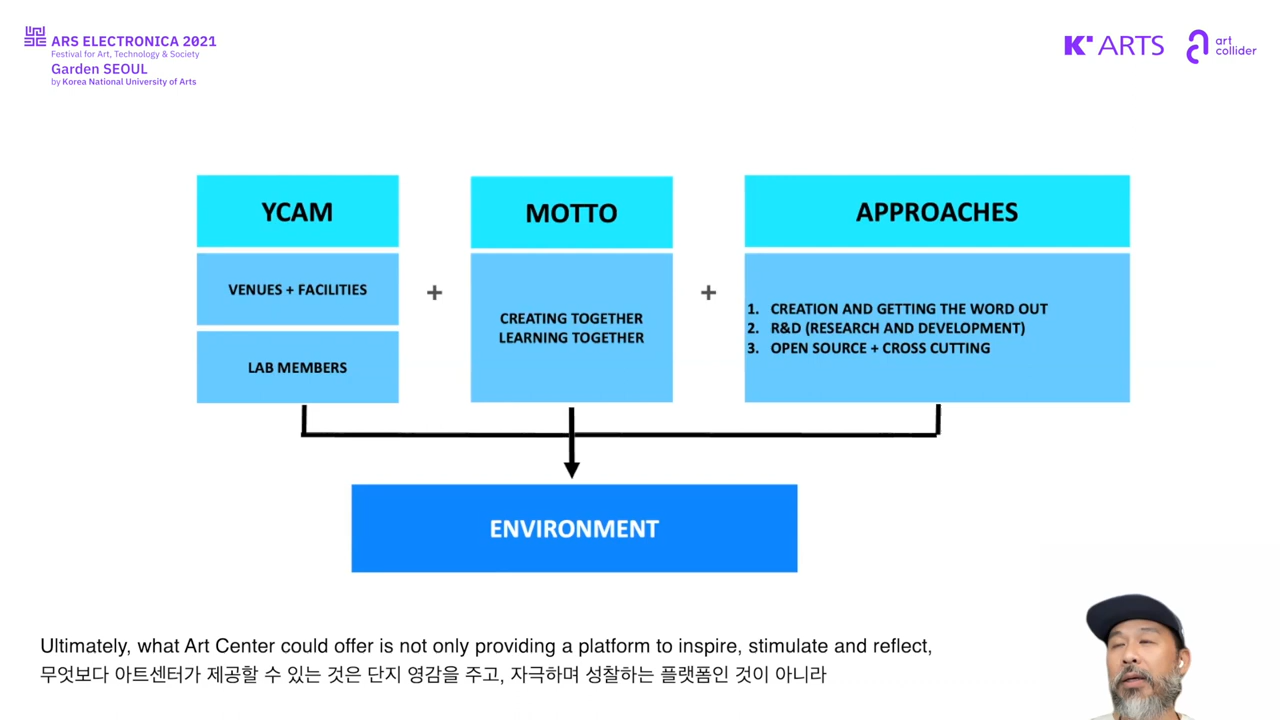 ARS ELECTRONICA 2021
Festival for Art, Technology & Society
Garden SEOUL
by Korea National University of Arts
K ARTS
art
collider
YCAM
VENUES + FACILITIES
LAB MEMBERS
+
MOTTO
CREATING TOGETHER
LEARNING TOGETHER
+
APPROACHES
1. CREATION AND GETTING THE WORD OUT
2. R&D (RESEARCH AND DEVELOPMENT)
3. OPEN SOURCE + CROSS CUTTING
ENVIRONMENT
Ultimately, what Art Center could offer is not only providing a platform to inspire, stimulate and reflect,
무엇보다 아트센터가 제공할 수 있는 것은 단지 영감을 주고, 자극하며 성찰하는 플랫폼인 것이 아니라